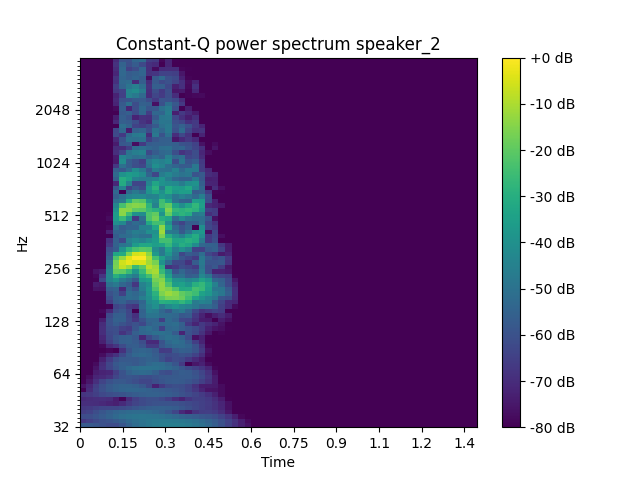 Constant-Q power spectrum speaker_2
Hz
2048
1024
512
256
128
64
32
0 0.15 0.3 0.45 0.6 0.75 0.9 1.1 1.2 1.4
Time
+0 dB
-10 dB
-20 dB
-30 dB
-40 dB
-50 dB
-60 dB
-70 dB
-80 dB